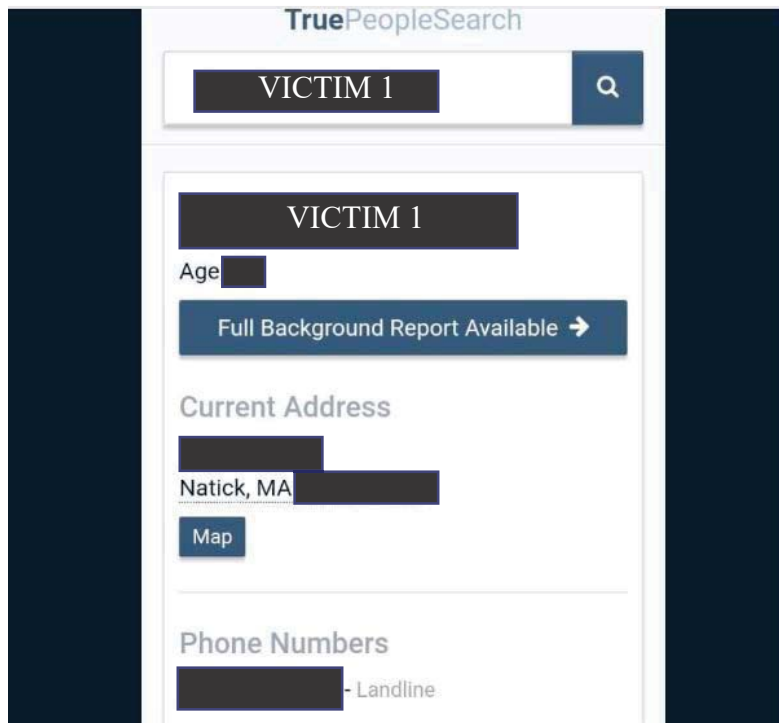 TruePeopleSearch
VICTIM 1
VICTIM 1
Age
Full Background Report Available
Current Address
Natick, MA
Map
Phone Numbers
- Landline